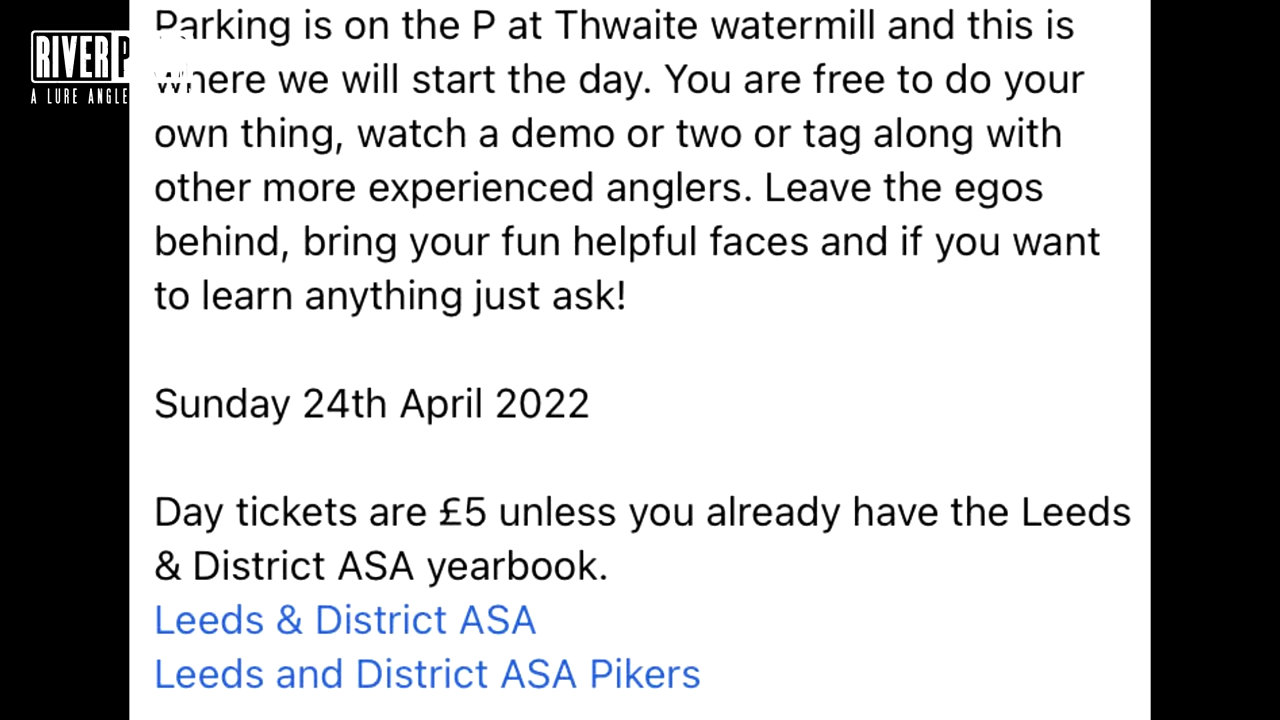 RIVER P
A LURE ANGLE
Parking is on the P at Thwaite watermill and this is
where we will start the day. You are free to do your
own thing, watch a demo or two or tag along with
other more experienced anglers. Leave the egos
behind, bring your fun helpful faces and if you want
to learn anything just ask!
Sunday 24th April 2022
Day tickets are £5 unless you already have the Leeds
& District ASA yearbook.
Leeds & District ASA
Leeds and District ASA Pikers